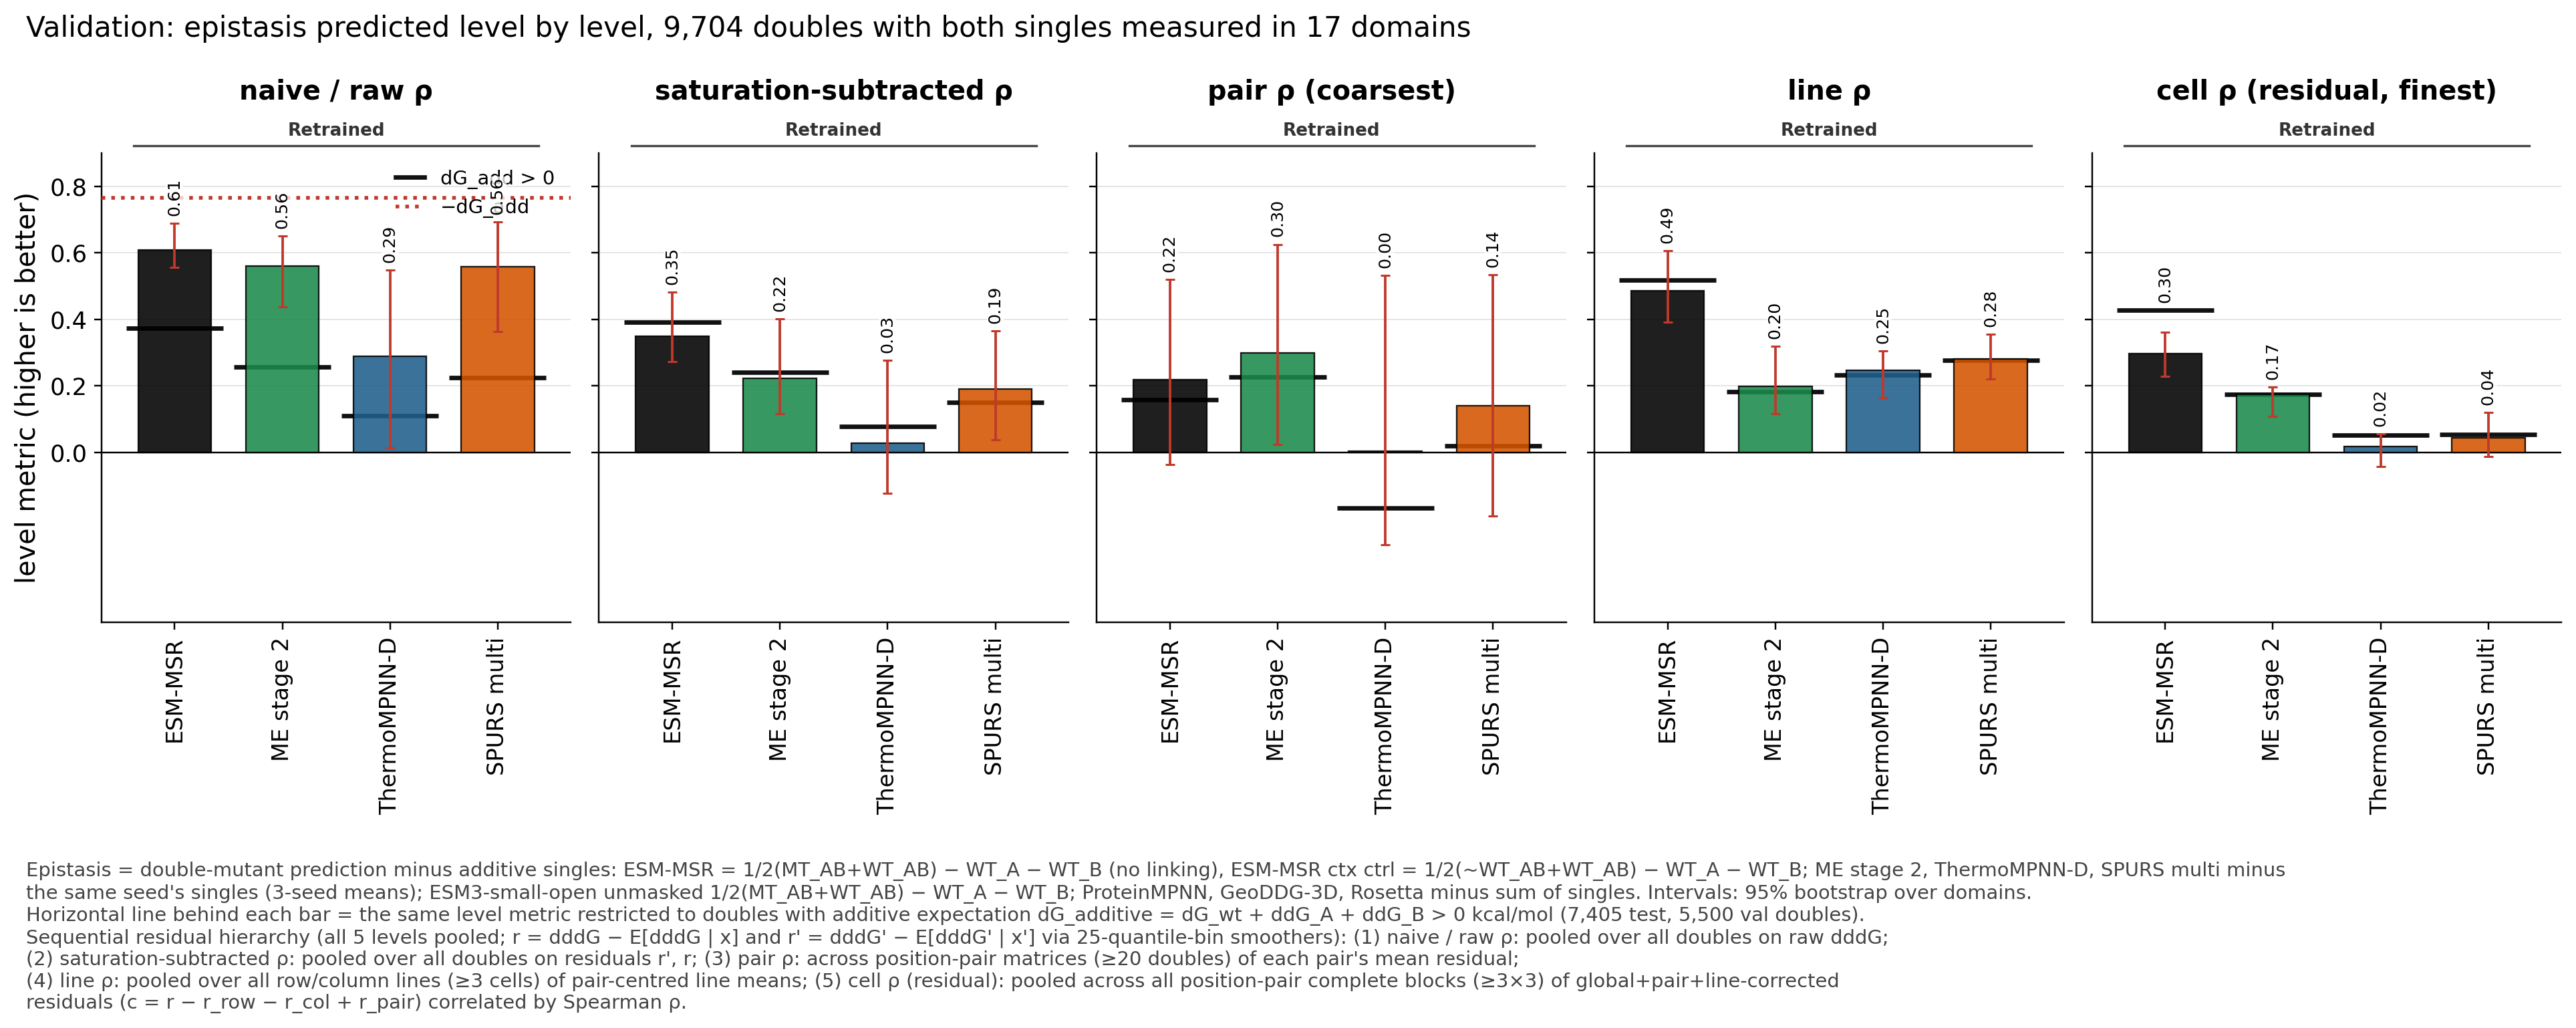 Validation: epistasis predicted level by level, 9,704 doubles with both singles measured in 17 domains
naive / raw ρ
saturation-subtracted ρ
pair ρ (coarsest)
line ρ
cell ρ (residual, finest)
Retrained
Retrained
Retrained
Retrained
Retrained
level metric (higher is better)
0.8
0.6
0.4
0.2
0.0
dG_add > 0
−dG_add
0.61
0.56
0.29
0.56
0.35
0.22
0.03
0.19
0.22
0.30
0.00
0.14
0.49
0.20
0.25
0.28
0.30
0.17
0.02
0.04
ESM-MSR
ME stage 2
ThermoMPNN-D
SPURS multi
ESM-MSR
ME stage 2
ThermoMPNN-D
SPURS multi
ESM-MSR
ME stage 2
ThermoMPNN-D
SPURS multi
ESM-MSR
ME stage 2
ThermoMPNN-D
SPURS multi
ESM-MSR
ME stage 2
ThermoMPNN-D
SPURS multi
Epistasis = double-mutant prediction minus additive singles: ESM-MSR = 1/2(MT_AB+WT_AB) − WT_A − WT_B (no linking), ESM-MSR ctx ctrl = 1/2(~WT_AB+WT_AB) − WT_A − WT_B; ME stage 2, ThermoMPNN-D, SPURS multi minus
the same seed's singles (3-seed means); ESM3-small-open unmasked 1/2(MT_AB+WT_AB) − WT_A − WT_B; ProteinMPNN, GeoDDG-3D, Rosetta minus sum of singles. Intervals: 95% bootstrap over domains.
Horizontal line behind each bar = the same level metric restricted to doubles with additive expectation dG_additive = dG_wt + ddG_A + ddG_B > 0 kcal/mol (7,405 test, 5,500 val doubles).
Sequential residual hierarchy (all 5 levels pooled; r = dddG − E[dddG | x] and r' = dddG' − E[dddG' | x'] via 25-quantile-bin smoothers): (1) naive / raw ρ: pooled over all doubles on raw dddG;
(2) saturation-subtracted ρ: pooled over all doubles on residuals r', r; (3) pair ρ: across position-pair matrices (≥20 doubles) of each pair's mean residual;
(4) line ρ: pooled over all row/column lines (≥3 cells) of pair-centred line means; (5) cell ρ (residual): pooled across all position-pair complete blocks (≥3×3) of global+pair+line-corrected
residuals (c = r − r_row − r_col + r_pair) correlated by Spearman ρ.